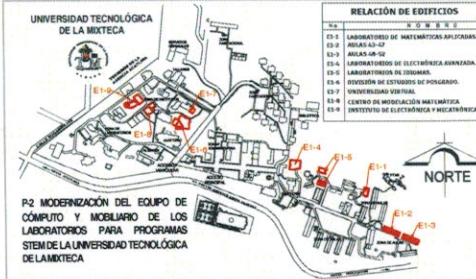 UNIVERSIDAD TECNOLÓGICA
DE LA MIXTECA
RELACIÓN DE EDIFICIOS
No. NOMBRE
E1-1 LABORATORIO DE MATEMÁTICAS APLICADAS.
E1-2 AULAS 43-47
E1-3 AULAS 48-52
E1-4 LABORATORIOS DE ELECTRÓNICA AVANZADA.
E1-5 LABORATORIOS DE IDIOMAS.
E1-6 DIVISIÓN DE ESTUDIOS DE POSGRADO.
E1-7 UNIVERSIDAD VIRTUAL
E1-8 CENTRO DE MODELACIÓN MATEMÁTICA
E1-9 INSTITUTO DE ELECTRÓNICA Y MECATRÓNICA
E1-9
E1-7
E1-8
E1-6
E1-4
E1-5
E1-1
E1-2
E1-3
NORTE
P-2 MODERNIZACIÓN DEL EQUIPO DE
CÓMPUTO Y MOBILIARIO DE LOS
LABORATORIOS PARA PROGRAMAS
STEM DE LA UNIVERSIDAD TECNOLÓGICA
DE LA MIXTECA